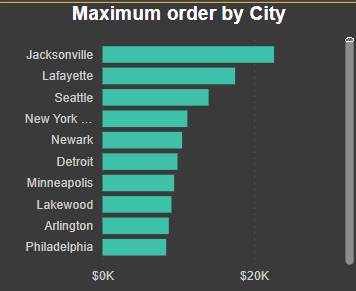 Maximum order by City
Jacksonville
Lafayette
Seattle
New York ...
Newark
Detroit
Minneapolis
Lakewood
Arlington
Philadelphia
$0K $20K